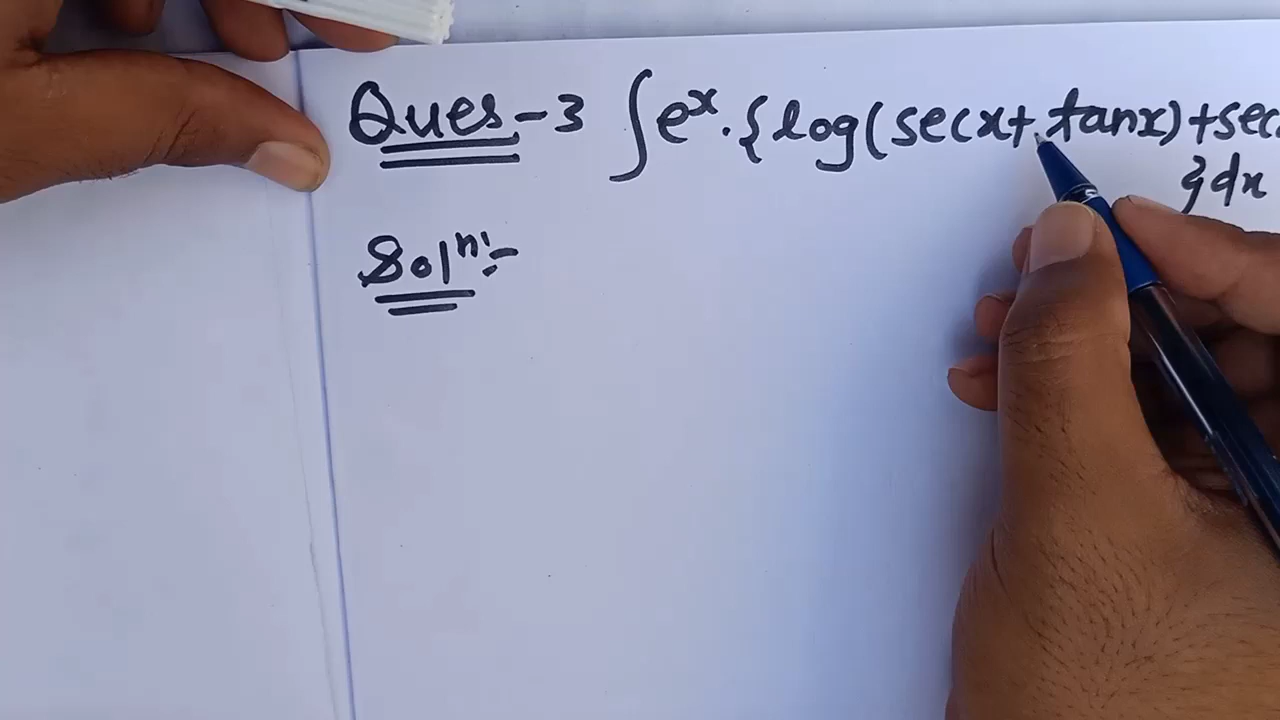 Ques-3 ∫eˣ.{log(secx+tanx)+sec
}dx
Solⁿ:-